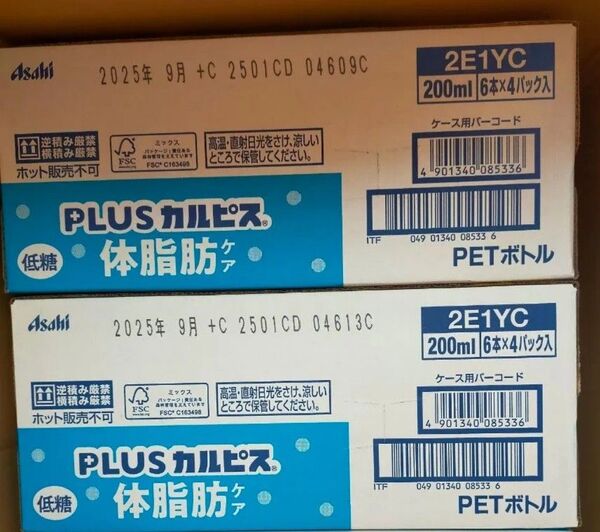 Asahi
2025年 9月 +C 2501CD 04609C
2E1YC
200ml 6本×4パック入
逆積み厳禁
横積み厳禁
ホット販売不可
FSC
ミックス
FSC® C163498
高温・直射日光をさけ、涼しい
ところで保管してください。
ケース用バーコード
4 901340 085336
PLUSカルピス®
低糖
体脂肪ケア
ITF 049 01340 08533 6
PETボトル
Asahi
2025年 9月 +C 2501CD 04613C
2E1YC
200ml 6本×4パック入
逆積み厳禁
横積み厳禁
ホット販売不可
FSC
ミックス
FSC® C163498
高温・直射日光をさけ、涼しい
ところで保管してください。
ケース用バーコード
4 901340 085336
PLUSカルピス®
低糖
体脂肪ケア
ITF 049 01340 08533 6
PETボトル